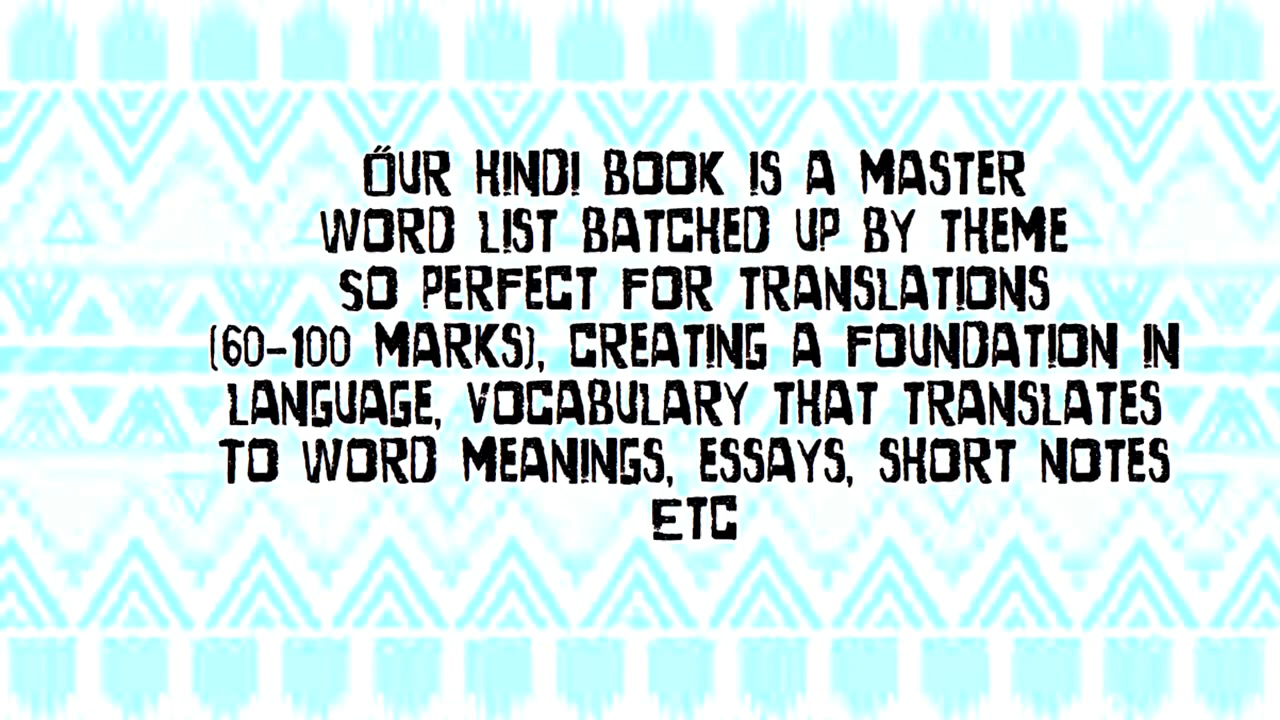 ŐUR HINDI BOOK IS A MASTER
WORD LIST BATCHED UP BY THEME
SO PERFECT FOR TRANSLATIONS
(60-100 MARKS), CREATING A FOUNDATION IN
LANGUAGE, VOCABULARY THAT TRANSLATES
TO WORD MEANINGS, ESSAYS, SHORT NOTES
ETC